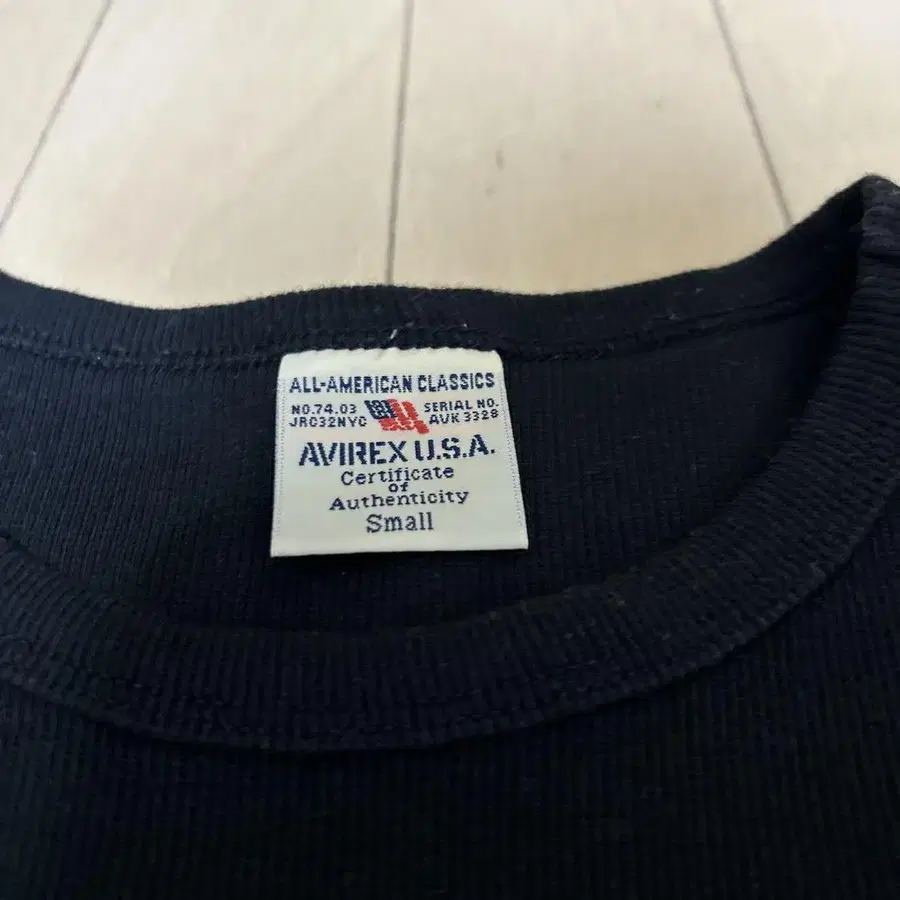 ALL-AMERICAN CLASSICS
NO.74.03 SERIAL NO.
JRC32NYC AVK 3328
AVIREX U.S.A.
Certificate
of
Authenticity
Small